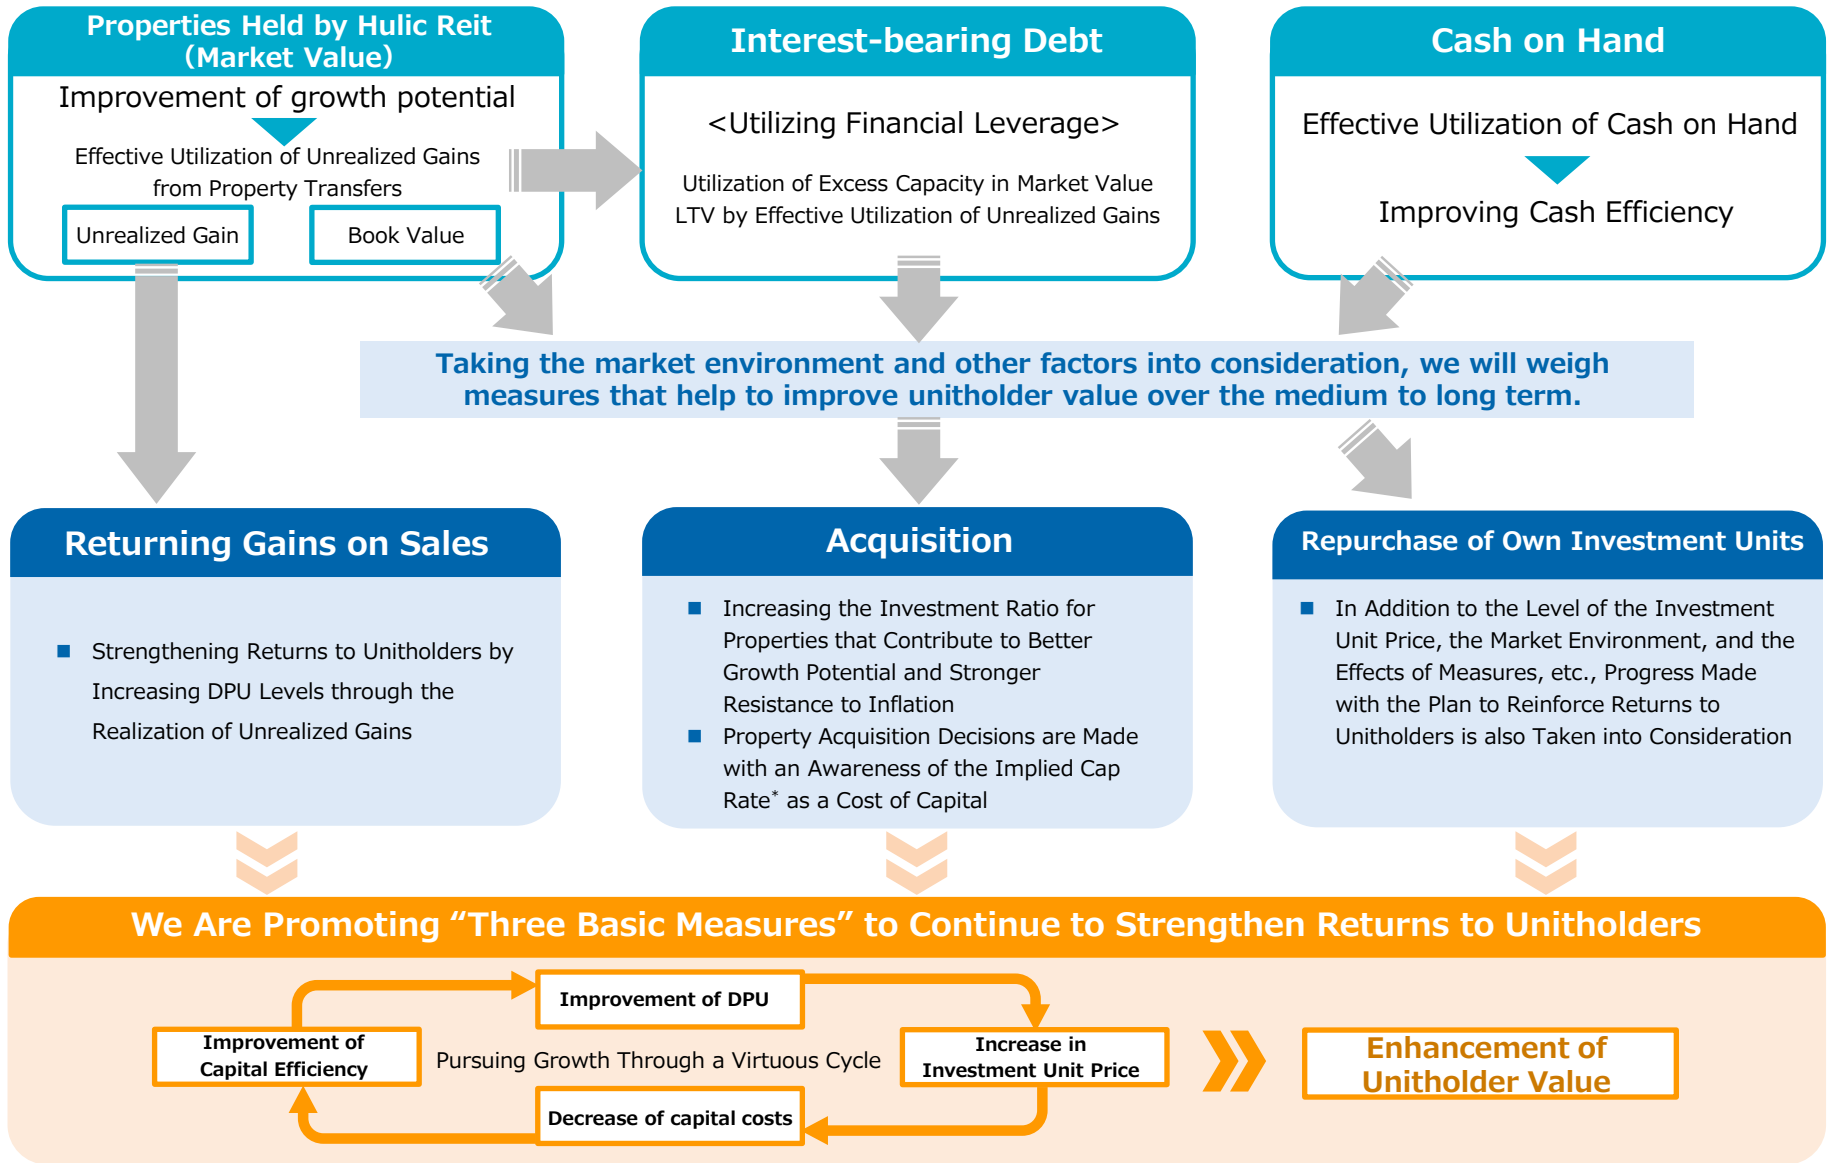 Properties Held by Hulic Reit
(Market Value)
Improvement of growth potential
Effective Utilization of Unrealized Gains
from Property Transfers
Unrealized Gain
Book Value
Interest-bearing Debt
<Utilizing Financial Leverage>
Utilization of Excess Capacity in Market Value
LTV by Effective Utilization of Unrealized Gains
Cash on Hand
Effective Utilization of Cash on Hand
Improving Cash Efficiency
Taking the market environment and other factors into consideration, we will weigh
measures that help to improve unitholder value over the medium to long term.
Returning Gains on Sales
■ Strengthening Returns to Unitholders by
Increasing DPU Levels through the
Realization of Unrealized Gains
Acquisition
■ Increasing the Investment Ratio for
Properties that Contribute to Better
Growth Potential and Stronger
Resistance to Inflation
■ Property Acquisition Decisions are Made
with an Awareness of the Implied Cap
Rate* as a Cost of Capital
Repurchase of Own Investment Units
■ In Addition to the Level of the Investment
Unit Price, the Market Environment, and the
Effects of Measures, etc., Progress Made
with the Plan to Reinforce Returns to
Unitholders is also Taken into Consideration
We Are Promoting “Three Basic Measures” to Continue to Strengthen Returns to Unitholders
Improvement of DPU
Improvement of
Capital Efficiency
Pursuing Growth Through a Virtuous Cycle
Increase in
Investment Unit Price
Decrease of capital costs
Enhancement of
Unitholder Value